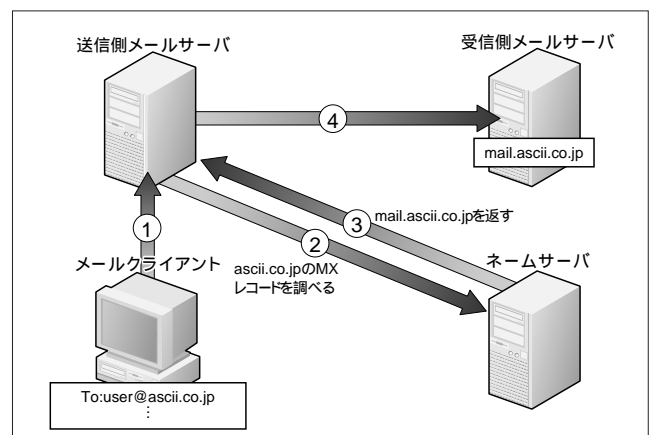 送信側メールサーバ
受信側メールサーバ
4
mail.ascii.co.jp
3
mail.ascii.co.jpを返す
1
2
メールクライアント
ascii.co.jpのMX
レコードを調べる
ネームサーバ
To:user@ascii.co.jp
⋮